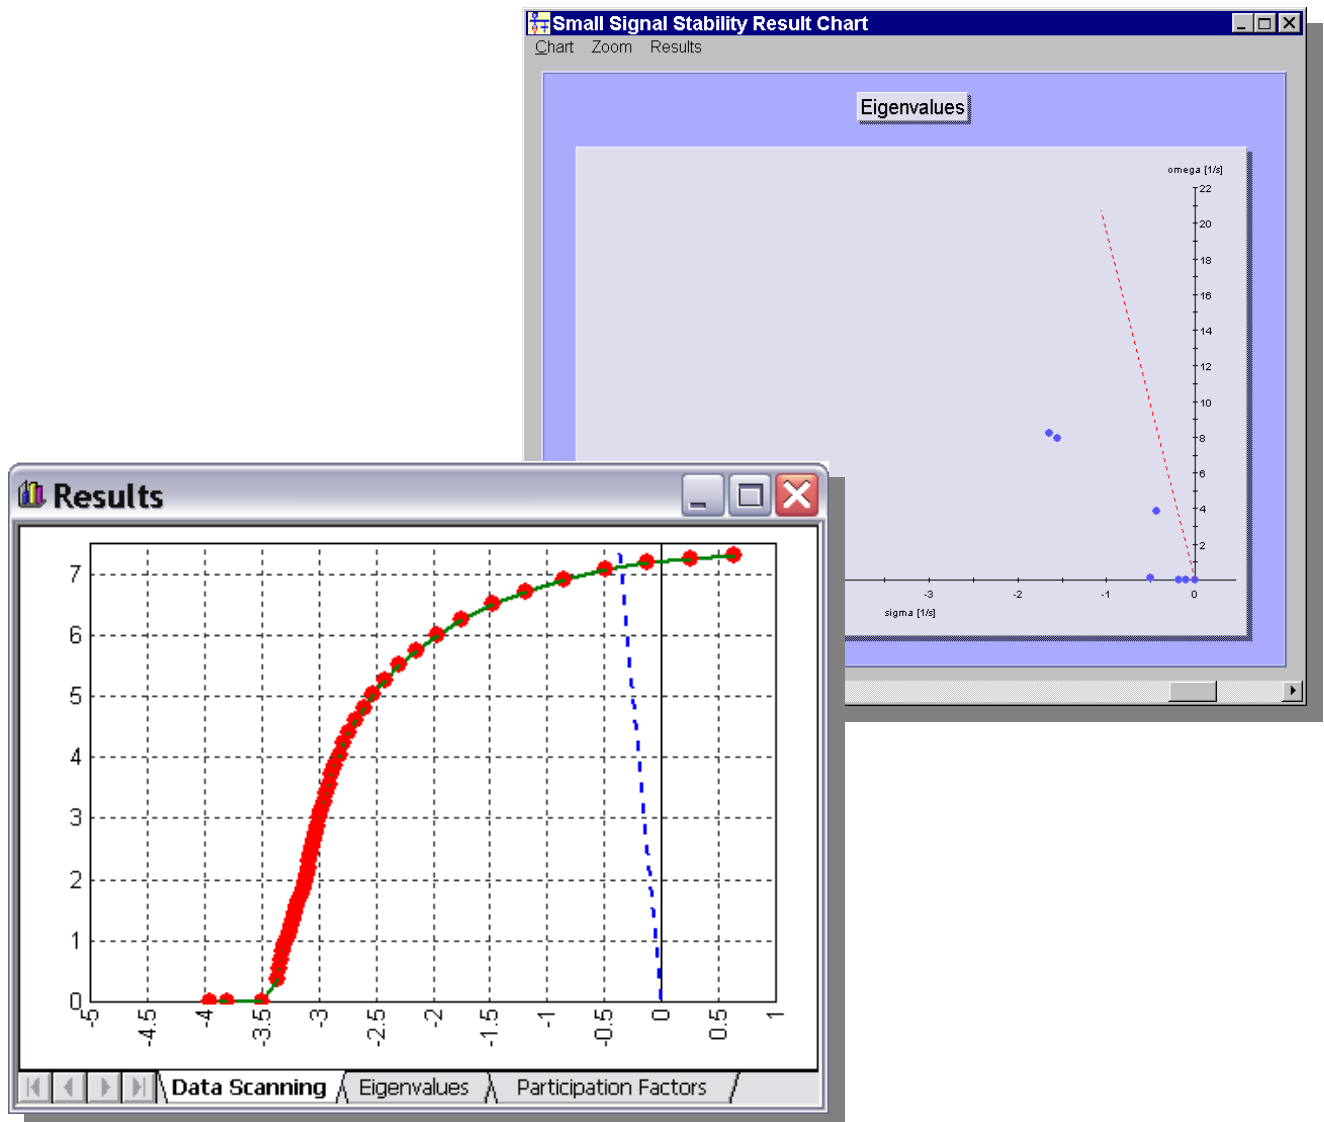 Small Signal Stability Result Chart
Chart Zoom Results
Eigenvalues
omega [1/s]
22
20
18
16
14
12
10
8
6
4
2
-3 -2 -1 0
sigma [1/s]
Results
7
6
5
4
3
2
1
0
-5 -4.5 -4 -3.5 -3 -2.5 -2 -1.5 -1 -0.5 0 0.5 1
Data Scanning Eigenvalues Participation Factors